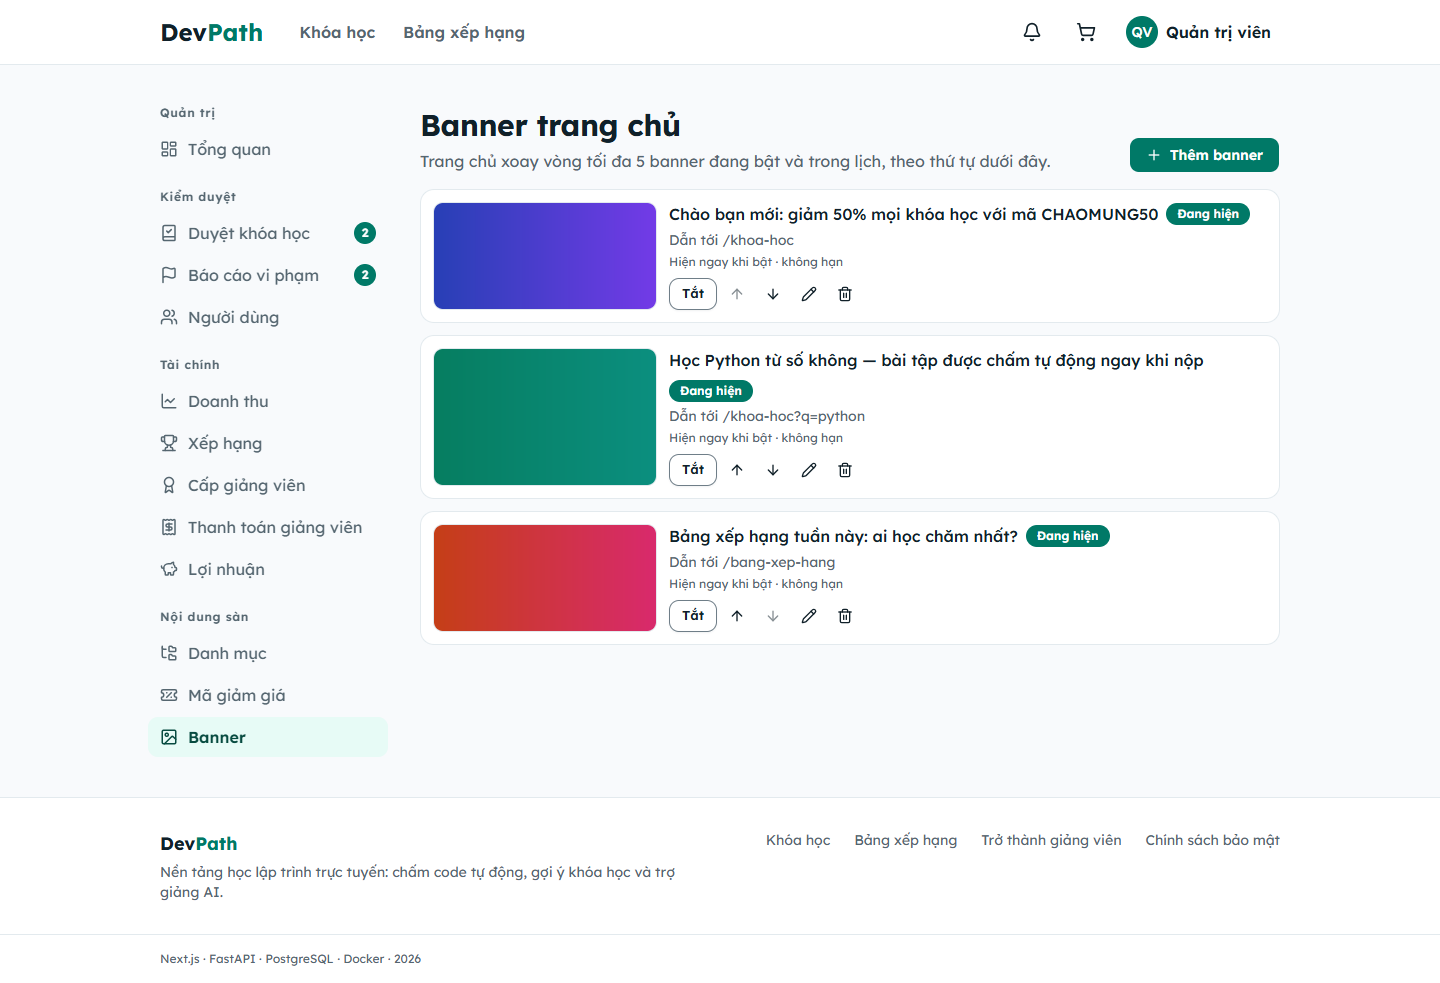 DevPath
Khóa học
Bảng xếp hạng
QV
Quản trị viên
Quản trị
Tổng quan
Kiểm duyệt
Duyệt khóa học
2
Báo cáo vi phạm
2
Người dùng
Tài chính
Doanh thu
Xếp hạng
Cấp giảng viên
Thanh toán giảng viên
Lợi nhuận
Nội dung sàn
Danh mục
Mã giảm giá
Banner
Banner trang chủ
Trang chủ xoay vòng tối đa 5 banner đang bật và trong lịch, theo thứ tự dưới đây.
Thêm banner
Chào bạn mới: giảm 50% mọi khóa học với mã CHAOMUNG50
Đang hiện
Dẫn tới /khoa-hoc
Hiện ngay khi bật · không hạn
Tắt
Học Python từ số không — bài tập được chấm tự động ngay khi nộp
Đang hiện
Dẫn tới /khoa-hoc?q=python
Hiện ngay khi bật · không hạn
Tắt
Bảng xếp hạng tuần này: ai học chăm nhất?
Đang hiện
Dẫn tới /bang-xep-hang
Hiện ngay khi bật · không hạn
Tắt
DevPath
Nền tảng học lập trình trực tuyến: chấm code tự động, gợi ý khóa học và trợ
giảng AI.
Khóa học
Bảng xếp hạng
Trở thành giảng viên
Chính sách bảo mật
Next.js · FastAPI · PostgreSQL · Docker · 2026